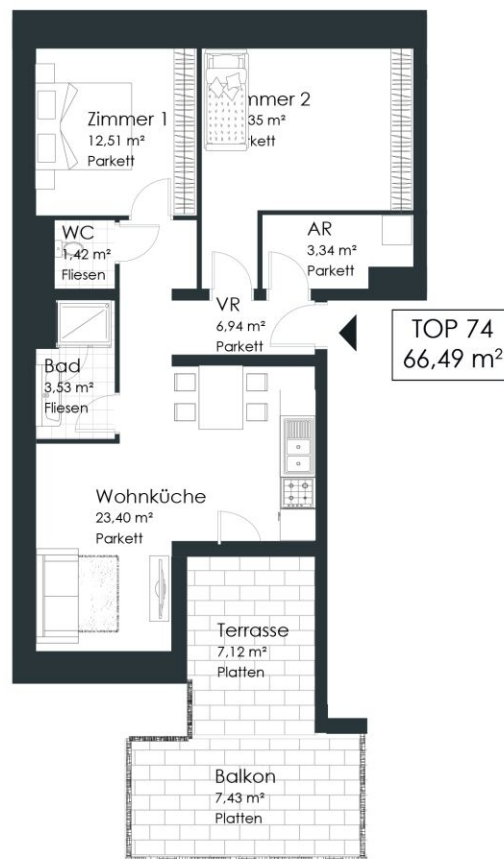 Zimmer 1
12,51 m²
Parkett
mmer 2
35 m²
kett
WC
1,42 m²
Fliesen
AR
3,34 m²
Parkett
VR
6,94 m²
Parkett
TOP 74
66,49 m²
Bad
3,53 m²
Fliesen
Wohnküche
23,40 m²
Parkett
Terrasse
7,12 m²
Platten
Balkon
7,43 m²
Platten